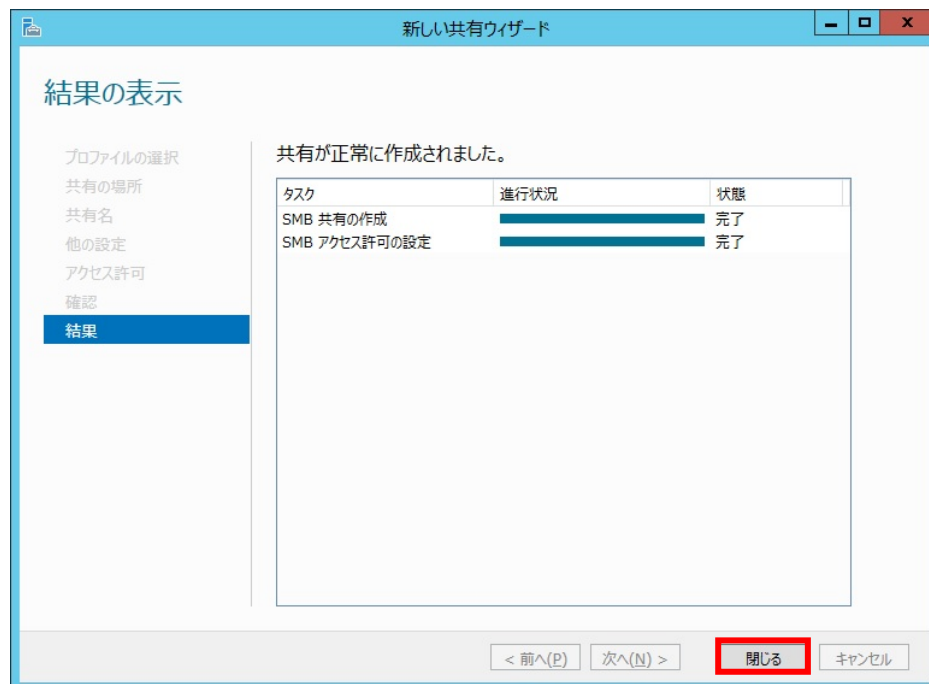 新しい共有ウィザード
結果の表示
プロファイルの選択
共有の場所
共有名
他の設定
アクセス許可
確認
結果
共有が正常に作成されました。
タスク 進行状況 状態
SMB 共有の作成 完了
SMB アクセス許可の設定 完了
< 前へ(P) 次へ(N) > 閉じる キャンセル